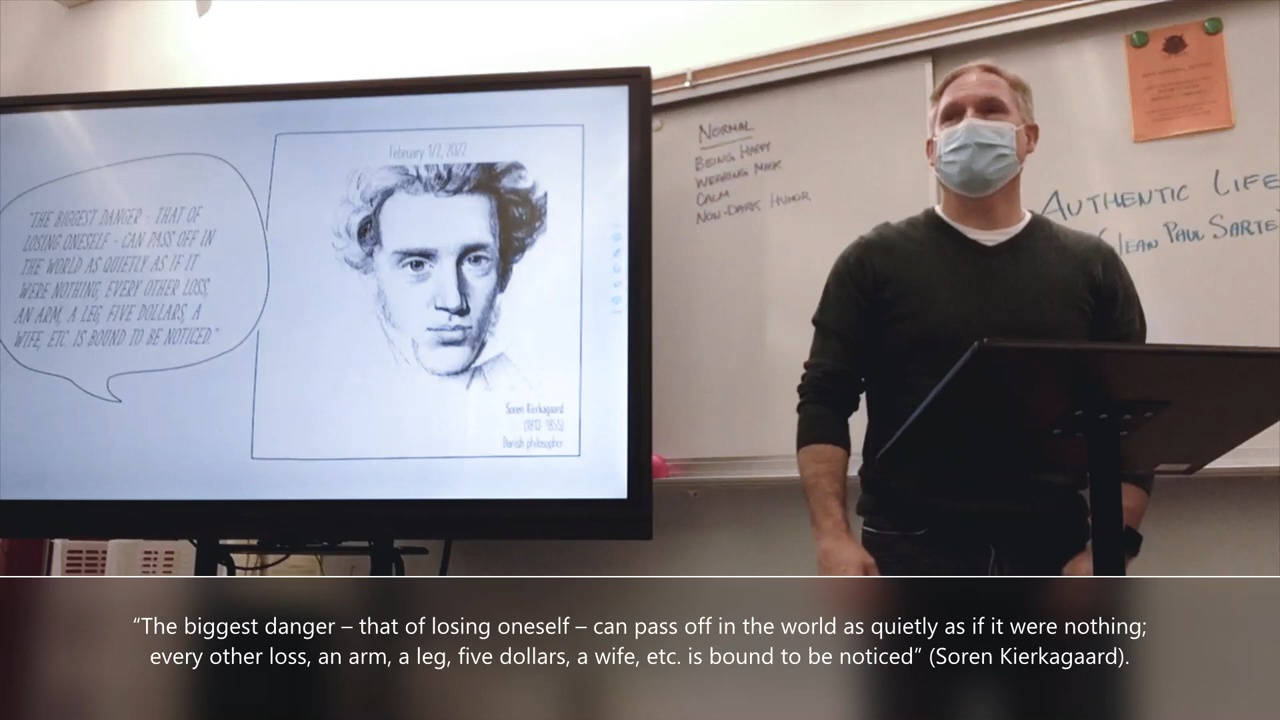 February 1/2, 2022
"THE BIGGEST DANGER - THAT OF
LOSING ONESELF - CAN PASS OFF IN
THE WORLD AS QUIETLY AS IF IT
WERE NOTHING; EVERY OTHER LOSS,
AN ARM, A LEG, FIVE DOLLARS, A
WIFE, ETC. IS BOUND TO BE NOTICED."
Soren Kierkagaard
(1813-1855)
Danish philosopher
NORMAL
BEING HAPPY
WEARING MASK
CALM
NON-DARK HUMOR
AUTHENTIC LIFE
JEAN PAUL SARTE
“The biggest danger – that of losing oneself – can pass off in the world as quietly as if it were nothing;
every other loss, an arm, a leg, five dollars, a wife, etc. is bound to be noticed” (Soren Kierkagaard).